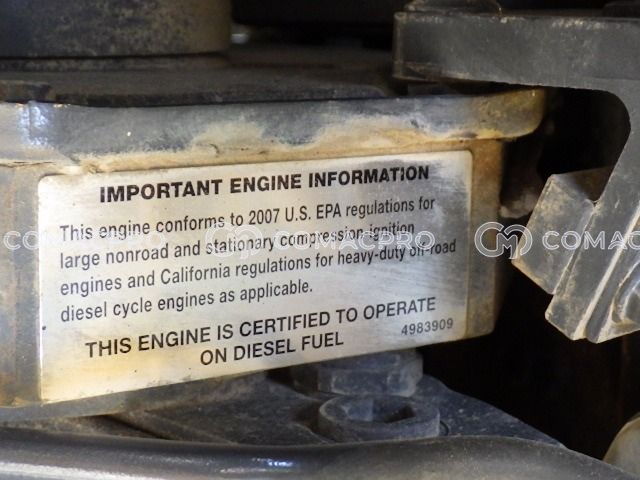 IMPORTANT ENGINE INFORMATION
This engine conforms to 2007 U.S. EPA regulations for
large nonroad and stationary compression-ignition
engines and California regulations for heavy-duty off-road
diesel cycle engines as applicable.
THIS ENGINE IS CERTIFIED TO OPERATE
ON DIESEL FUEL
4983909
COMACPRO
COMACPRO
COMAC